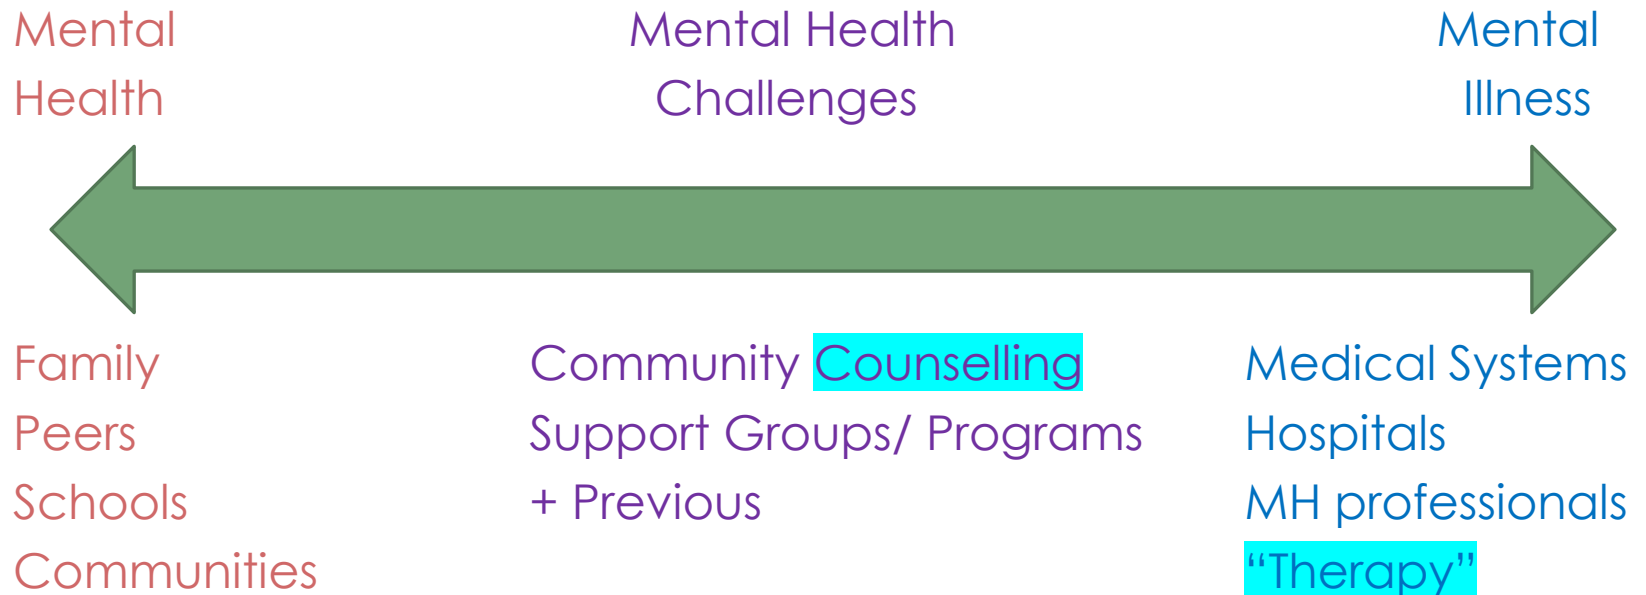 Mental
Health
Mental Health
Challenges
Mental
Illness
Family
Peers
Schools
Communities
Community Counselling
Support Groups/ Programs
+ Previous
Medical Systems
Hospitals
MH professionals
“Therapy”